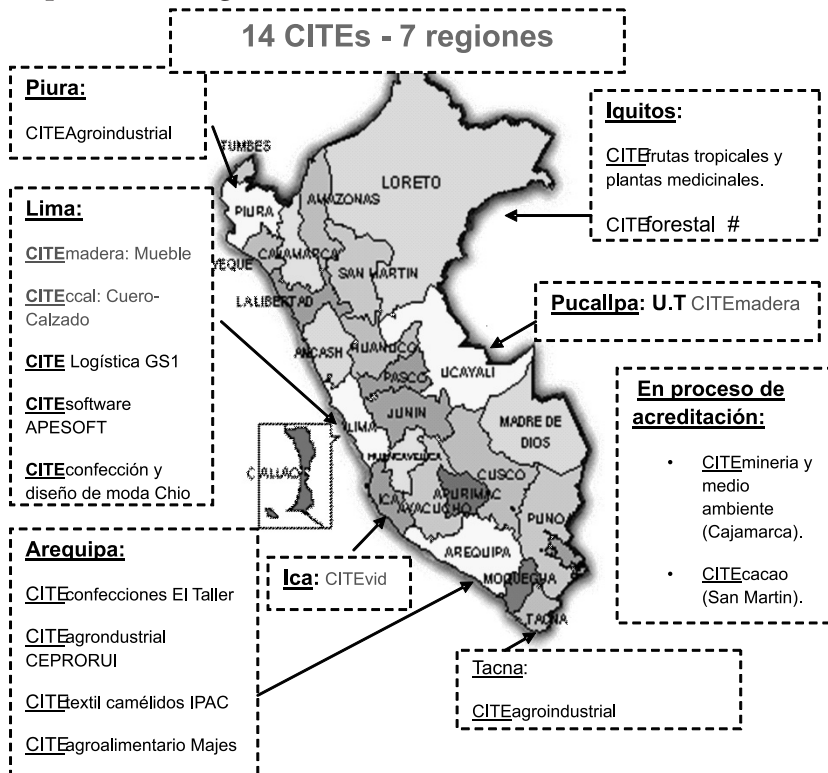 14 CITEs - 7 regiones
Piura:
CITEAgroindustrial
Iquitos:
CITEfrutas tropicales y
plantas medicinales.
CITEforestal #
Lima:
CITEmadera: Mueble
CITEccal: Cuero-
Calzado
CITE Logística GS1
CITEsoftware
APESOFT
CITEconfección y
diseño de moda Chio
Pucallpa: U.T CITEmadera
En proceso de
acreditación:
• CITEmineria y
medio
ambiente
(Cajamarca).
• CITEcacao
(San Martin).
Arequipa:
CITEconfecciones El Taller
CITEagrondustrial
CEPRORUI
CITEtextil camélidos IPAC
CITEagroalimentario Majes
Ica: CITEvid
Tacna:
CITEagroindustrial
TUMBES
PIURA
AMAZONAS
LORETO
YEQUE
CAJAMARCA
SAN MARTIN
LA LIBERTAD
ANCASH
HUANUCO
PASCO
UCAYALI
JUNIN
LIMA
MADRE DE
DIOS
HUANCAVELICA
CUSCO
CALLAO
ICA
APURIMAC
AYACUCHO
PUNO
AREQUIPA
MOQUEGUA
TACNA